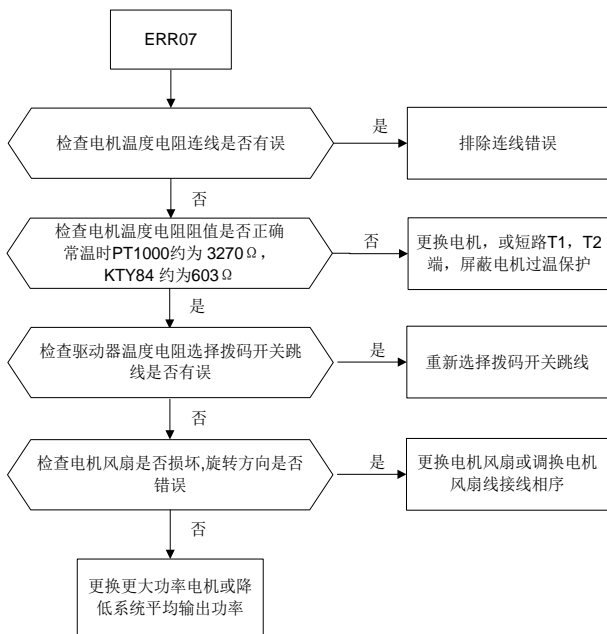 ERR07
检查电机温度电阻连线是否有误
是
排除连线错误
否
检查电机温度电阻阻值是否正确
常温时PT1000约为 3270Ω，
KTY84 约为603Ω
否
更换电机，或短路T1，T2
端，屏蔽电机过温保护
是
检查驱动器温度电阻选择拨码开关跳
线是否有误
是
重新选择拨码开关跳线
否
检查电机风扇是否损坏,旋转方向是否
错误
是
更换电机风扇或调换电机
风扇线接线相序
否
更换更大功率电机或降
低系统平均输出功率